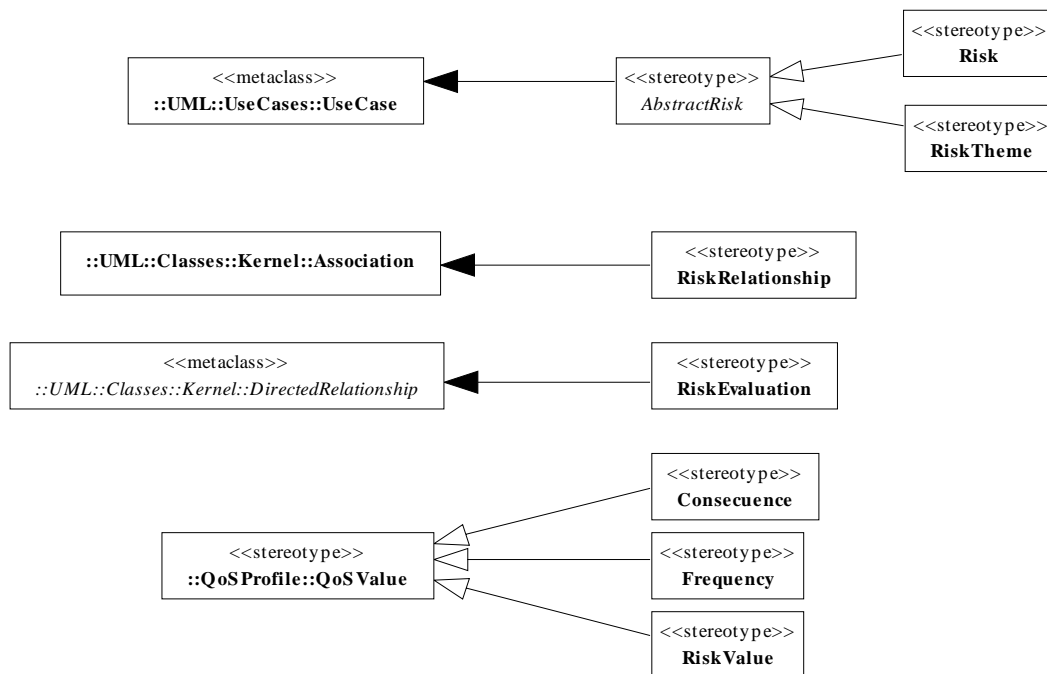 <<stereotype>>
Risk
<<metaclass>>
::UML::UseCases::UseCase
<<stereotype>>
AbstractRisk
<<stereotype>>
RiskTheme
::UML::Classes::Kernel::Association
<<stereotype>>
RiskRelationship
<<metaclass>>
::UML::Classes::Kernel::DirectedRelationship
<<stereotype>>
RiskEvaluation
<<stereotype>>
Consecuence
<<stereotype>>
::QoSProfile::QoSValue
<<stereotype>>
Frequency
<<stereotype>>
RiskValue